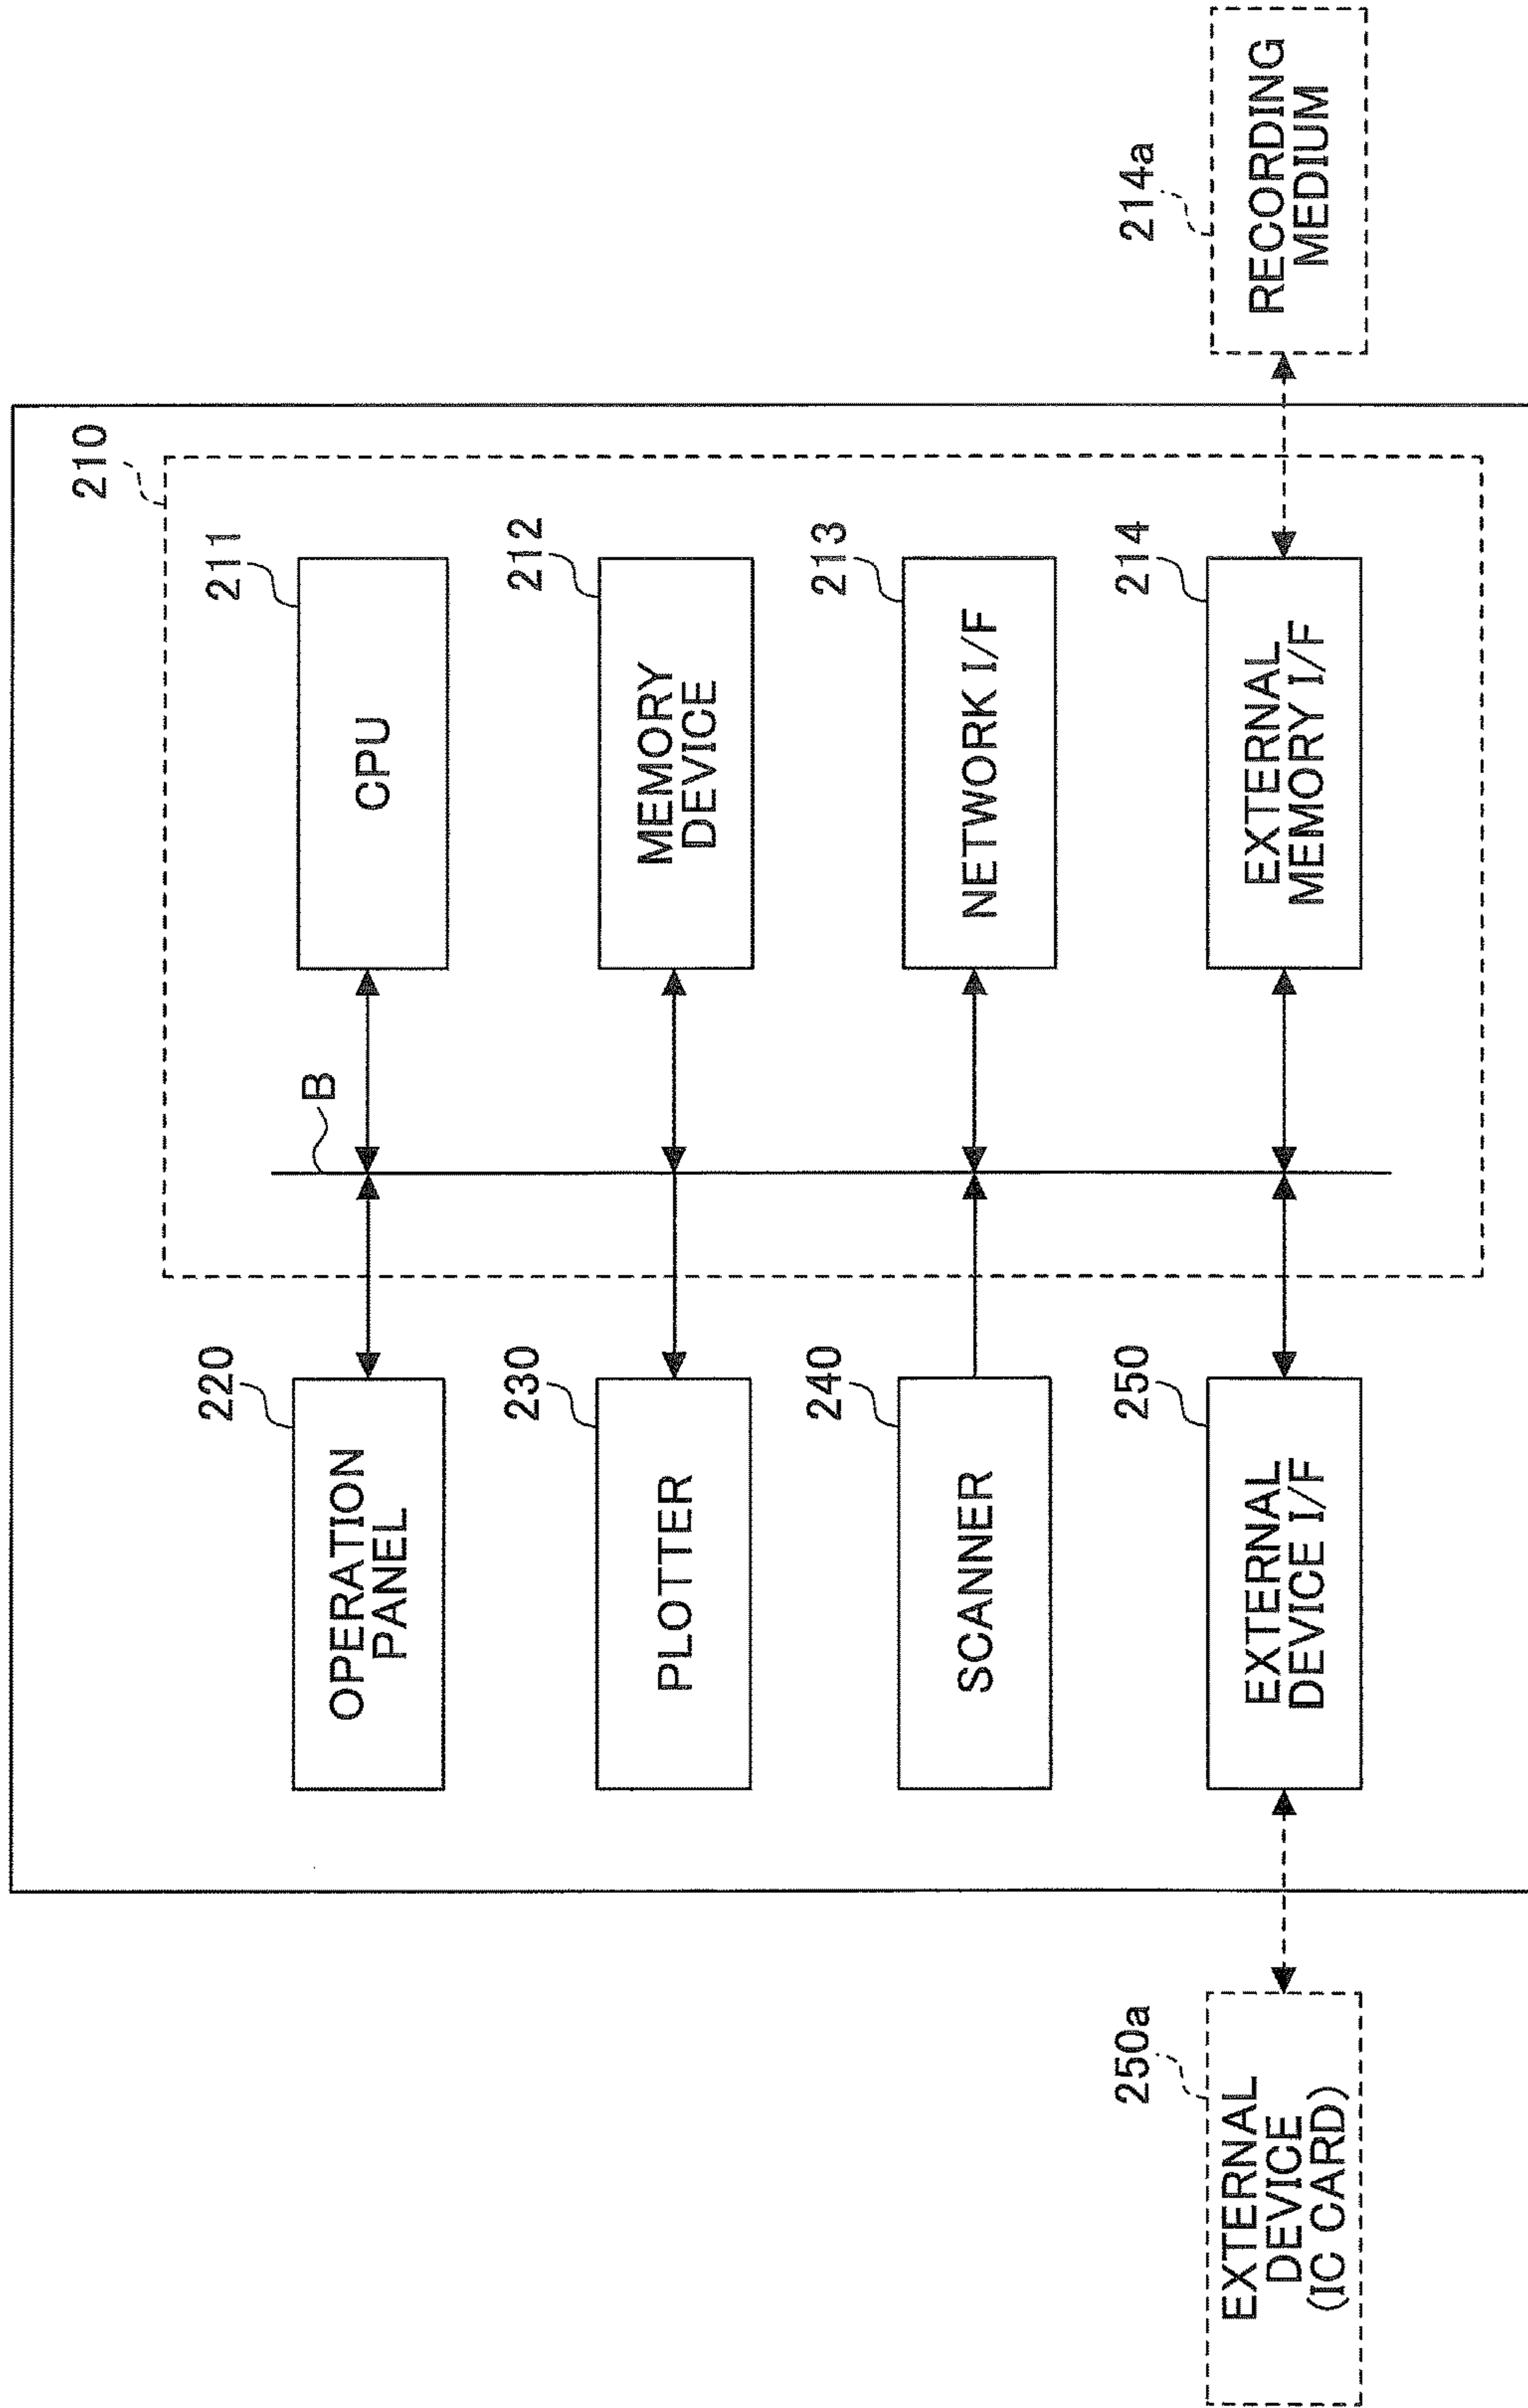 210
220
OPERATION
PANEL
B
211
CPU
230
PLOTTER
212
MEMORY
DEVICE
240
SCANNER
213
NETWORK I/F
250a
EXTERNAL
DEVICE
(IC CARD)
250
EXTERNAL
DEVICE I/F
214
EXTERNAL
MEMORY I/F
214a
RECORDING
MEDIUM